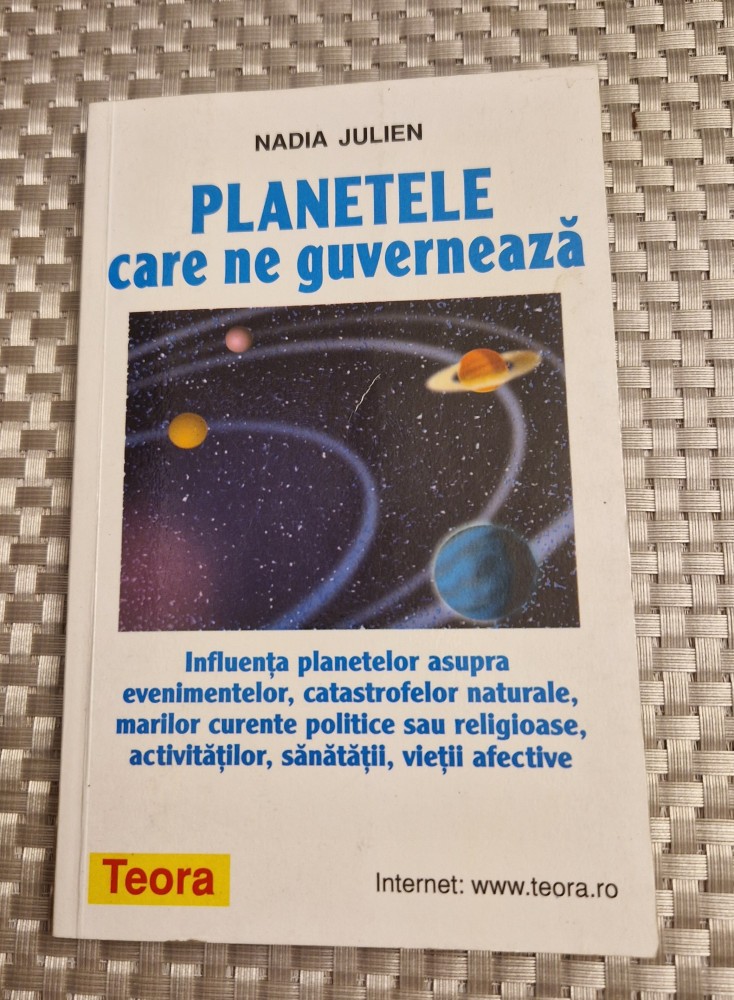 NADIA JULIEN
PLANETELE
care ne guvernează
Influența planetelor asupra
evenimentelor, catastrofelor naturale,
marilor curente politice sau religioase,
activităților, sănătății, vieții afective
Teora
Internet: www.teora.ro